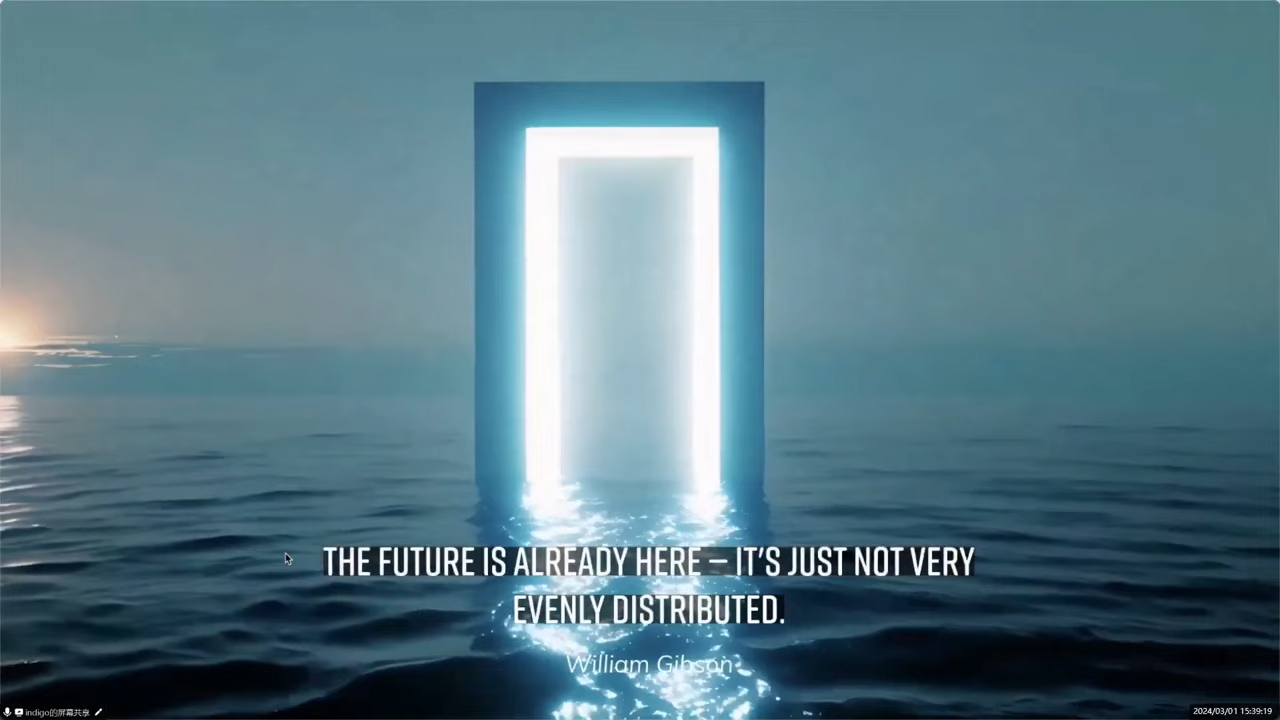 THE FUTURE IS ALREADY HERE – IT'S JUST NOT VERY
EVENLY DISTRIBUTED.
William Gibson
indigo的屏幕共享
2024/03/01 15:39:19